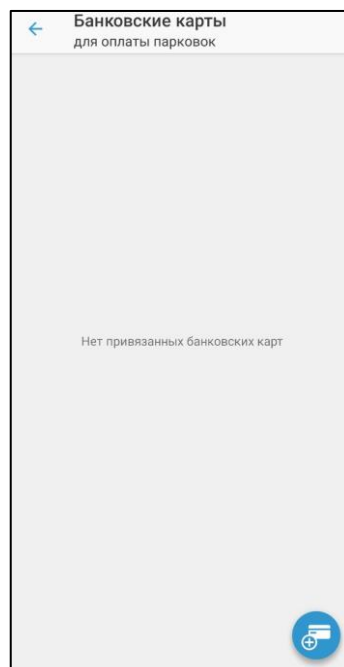 Банковские карты
для оплаты парковок
Нет привязанных банковских карт